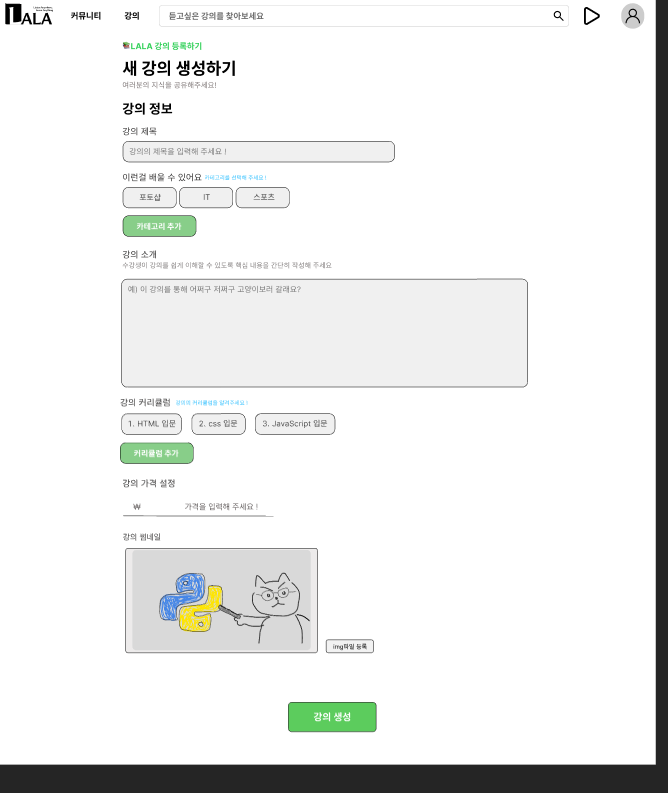 LALA
커뮤니티
강의
듣고싶은 강의를 찾아보세요
LALA 강의 등록하기
새 강의 생성하기
여러분의 지식을 공유해주세요!
강의 정보
강의 제목
강의의 제목을 입력해 주세요 !
이런걸 배울 수 있어요 카테고리를 선택해 주세요 !
포토샵
IT
스포츠
카테고리 추가
강의 소개
수강생이 강의를 쉽게 이해할 수 있도록 핵심 내용을 간단히 작성해 주세요
예) 이 강의를 통해 어쩌구 저쩌구 고양이보러 갈래요?
강의 커리큘럼 강의의 커리큘럼을 알려주세요 !
1. HTML 입문
2. css 입문
3. JavaScript 입문
커리큘럼 추가
강의 가격 설정
₩ 가격을 입력해 주세요 !
강의 썸네일
img파일 등록
강의 생성